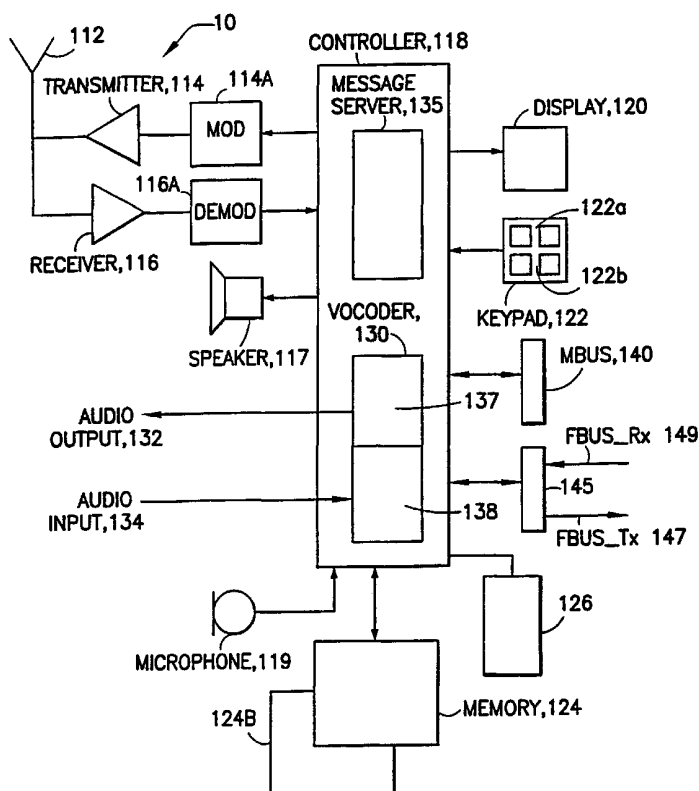 112
10
CONTROLLER,118
TRANSMITTER,114
114A
MOD
MESSAGE
SERVER,135
DISPLAY,120
116A
DEMOD
RECEIVER,116
122a
122b
KEYPAD,122
SPEAKER,117
VOCODER,
130
MBUS,140
137
AUDIO
OUTPUT,132
FBUS_Rx 149
145
AUDIO
INPUT,134
138
FBUS_Tx 147
126
MICROPHONE,119
124B
MEMORY,124